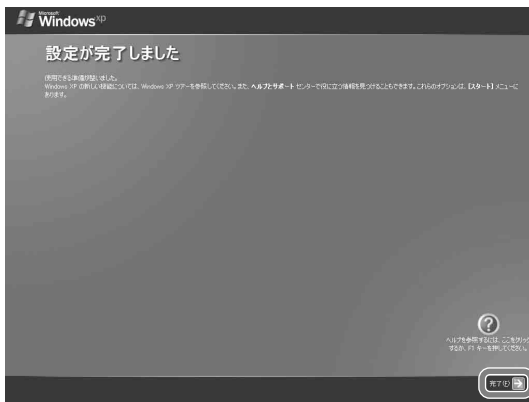 Microsoft
Windows xp
設定が完了しました
使用できる準備が整いました。
Windows XP の新しい機能については、Windows XP ツアーを参照してください。また、ヘルプとサポート センターで役に立つ情報を見つけることもできます。これらのオプションは、[スタート] メニューに
あります。
ヘルプを参照するには、ここをクリック
するか、F1 キーを押してください。
完了(F)